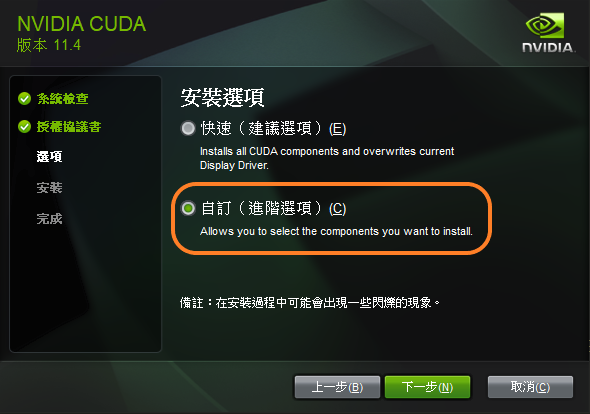 NVIDIA CUDA
版本 11.4
NVIDIA.
系統檢查
授權協議書
選項
安裝
完成
安裝選項
快速（建議選項）(E)
Installs all CUDA components and overwrites current
Display Driver.
自訂（進階選項）(C)
Allows you to select the components you want to install.
備註：在安裝過程中可能會出現一些閃爍的現象。
上一步(B)
下一步(N)
取消(C)